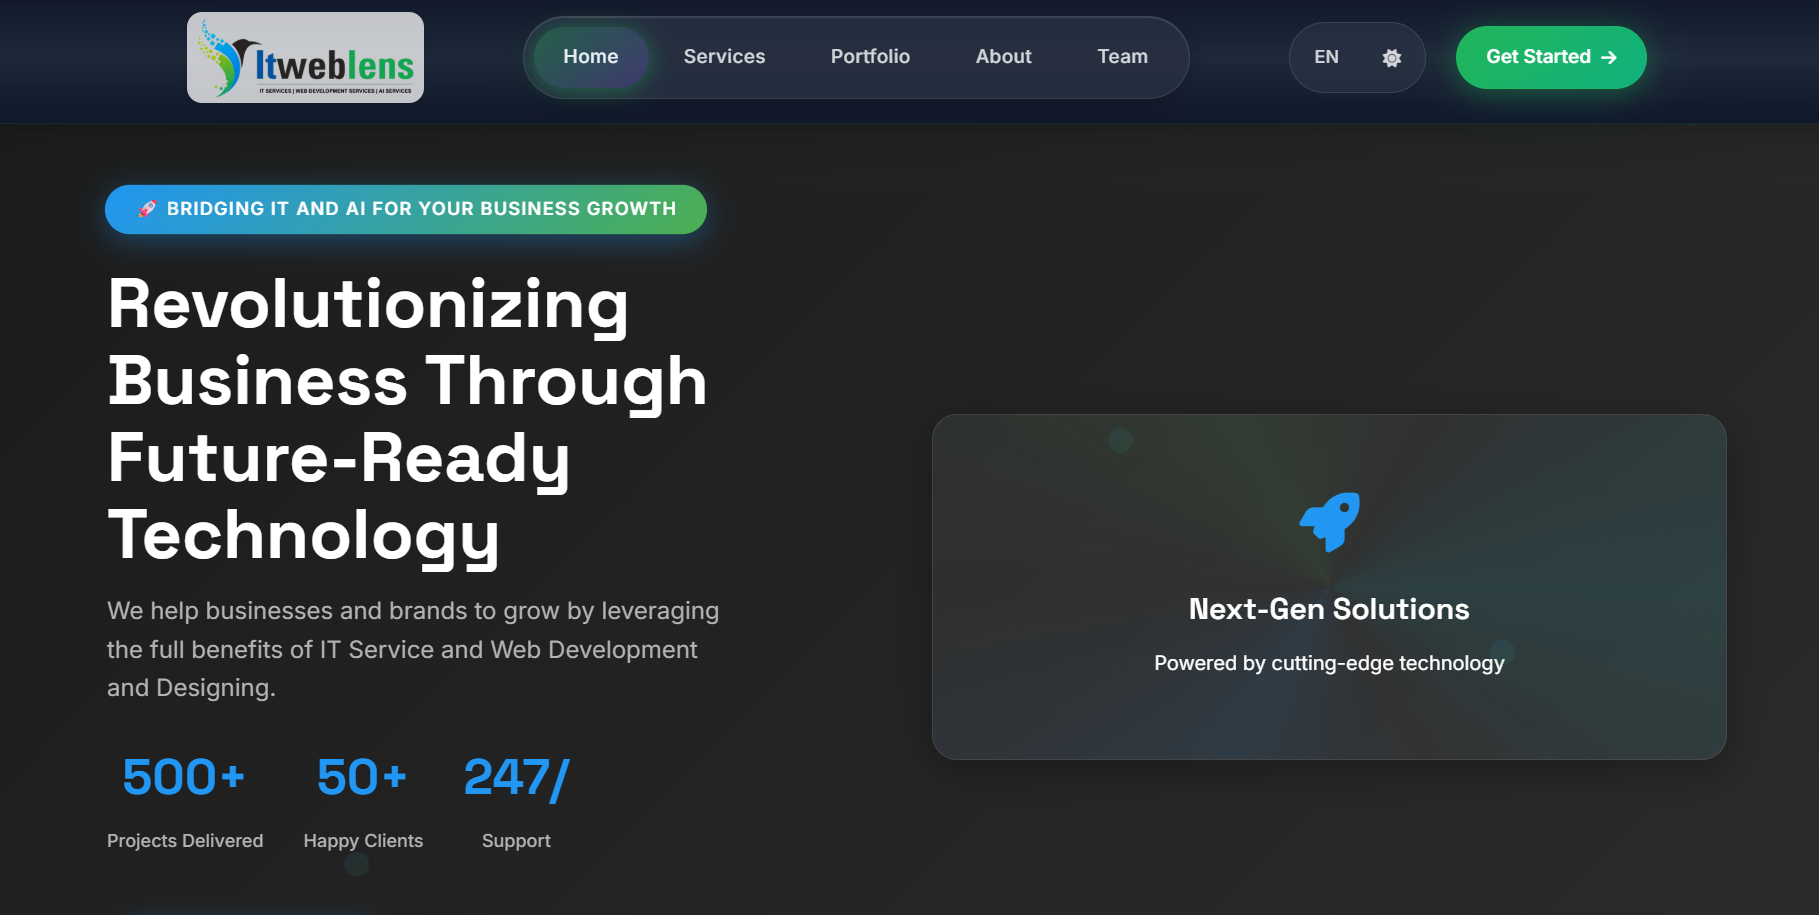 Itweblens
IT SERVICES | WEB DEVELOPMENT SERVICES | AI SERVICES
Home
Services
Portfolio
About
Team
EN
Get Started →
🚀 BRIDGING IT AND AI FOR YOUR BUSINESS GROWTH
Revolutionizing
Business Through
Future-Ready
Technology
We help businesses and brands to grow by leveraging
the full benefits of IT Service and Web Development
and Designing.
500+
Projects Delivered
50+
Happy Clients
247/
Support
Next-Gen Solutions
Powered by cutting-edge technology